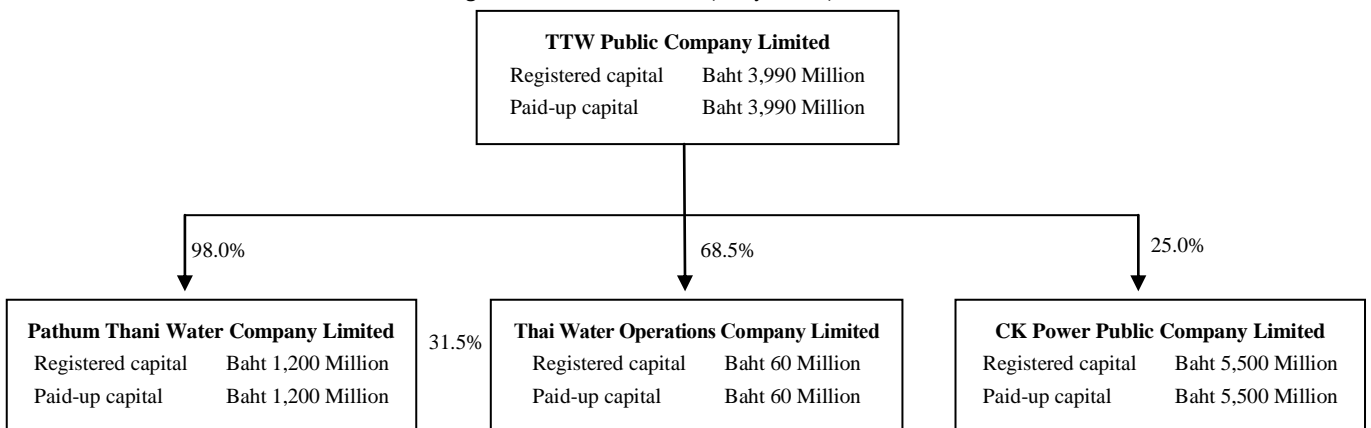 TTW Public Company Limited
Registered capital Baht 3,990 Million
Paid-up capital Baht 3,990 Million
98.0%
68.5%
25.0%
Pathum Thani Water Company Limited
Registered capital Baht 1,200 Million
Paid-up capital Baht 1,200 Million
31.5%
Thai Water Operations Company Limited
Registered capital Baht 60 Million
Paid-up capital Baht 60 Million
CK Power Public Company Limited
Registered capital Baht 5,500 Million
Paid-up capital Baht 5,500 Million